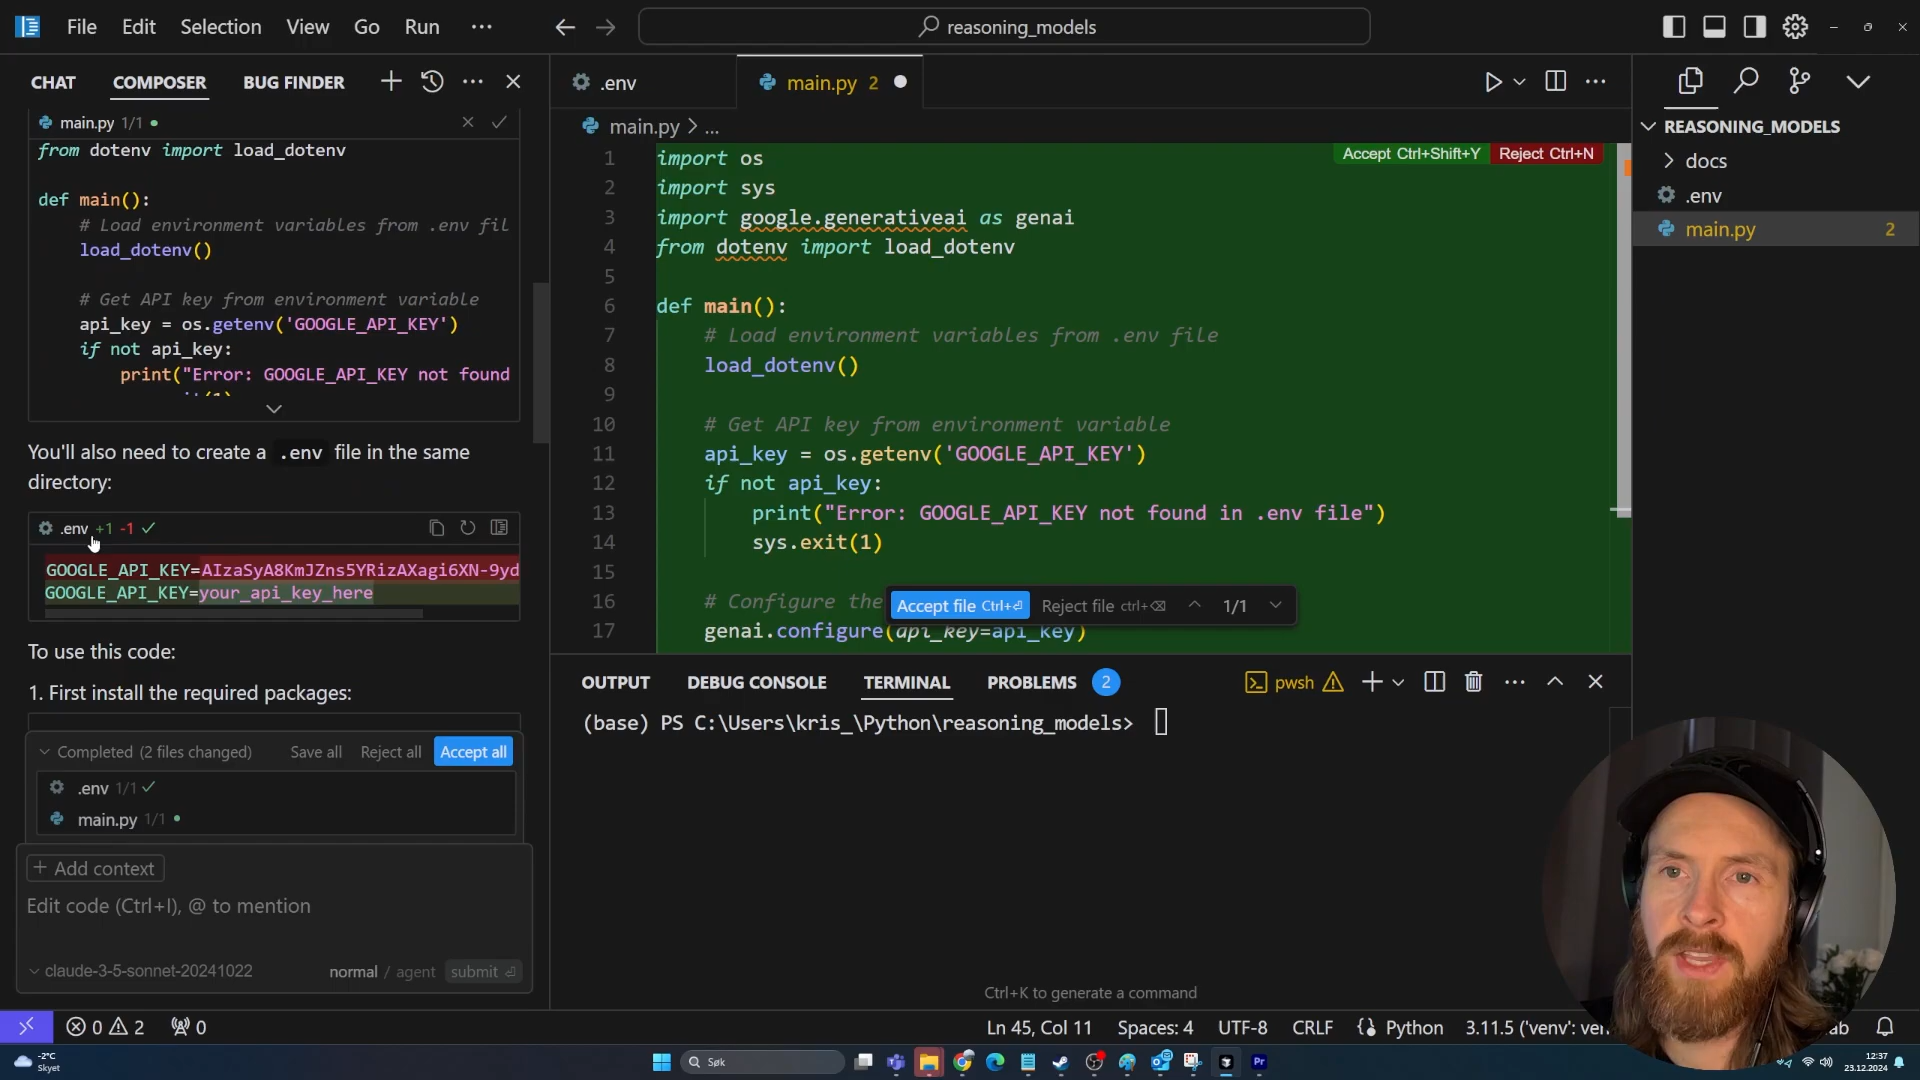 File Edit Selection View Go Run ...
reasoning_models
CHAT COMPOSER BUG FINDER
main.py 1/1
from dotenv import load_dotenv
def main():
# Load environment variables from .env fil
load_dotenv()
# Get API key from environment variable
api_key = os.getenv('GOOGLE_API_KEY')
if not api_key:
print("Error: GOOGLE_API_KEY not found
You'll also need to create a .env file in the same
directory:
.env +1 -1
GOOGLE_API_KEY=AIzaSyA8KmJZns5YRizAXagi6XN-9yd
GOOGLE_API_KEY=your_api_key_here
To use this code:
1. First install the required packages:
Completed (2 files changed) Save all Reject all Accept all
.env 1/1
main.py 1/1
+ Add context
Edit code (Ctrl+I), @ to mention
claude-3-5-sonnet-20241022 normal / agent submit
.env
main.py 2
main.py > ...
Accept Ctrl+Shift+Y Reject Ctrl+N
1 import os
2 import sys
3 import google.generativeai as genai
4 from dotenv import load_dotenv
5
6 def main():
7 # Load environment variables from .env file
8 load_dotenv()
9
10 # Get API key from environment variable
11 api_key = os.getenv('GOOGLE_API_KEY')
12 if not api_key:
13 print("Error: GOOGLE_API_KEY not found in .env file")
14 sys.exit(1)
15
16 # Configure the
17 genai.configure(api_key=api_key)
Accept file Ctrl+⏎ Reject file ctrl+⌫ 1/1
OUTPUT DEBUG CONSOLE TERMINAL PROBLEMS 2
pwsh
(base) PS C:\Users\kris_\Python\reasoning_models>
Ctrl+K to generate a command
REASONING_MODELS
docs
.env
main.py 2
0 2 0
Ln 45, Col 11 Spaces: 4 UTF-8 CRLF Python 3.11.5 ('venv': ven
-2°C
Skyet
Søk
12:37
23.12.2024